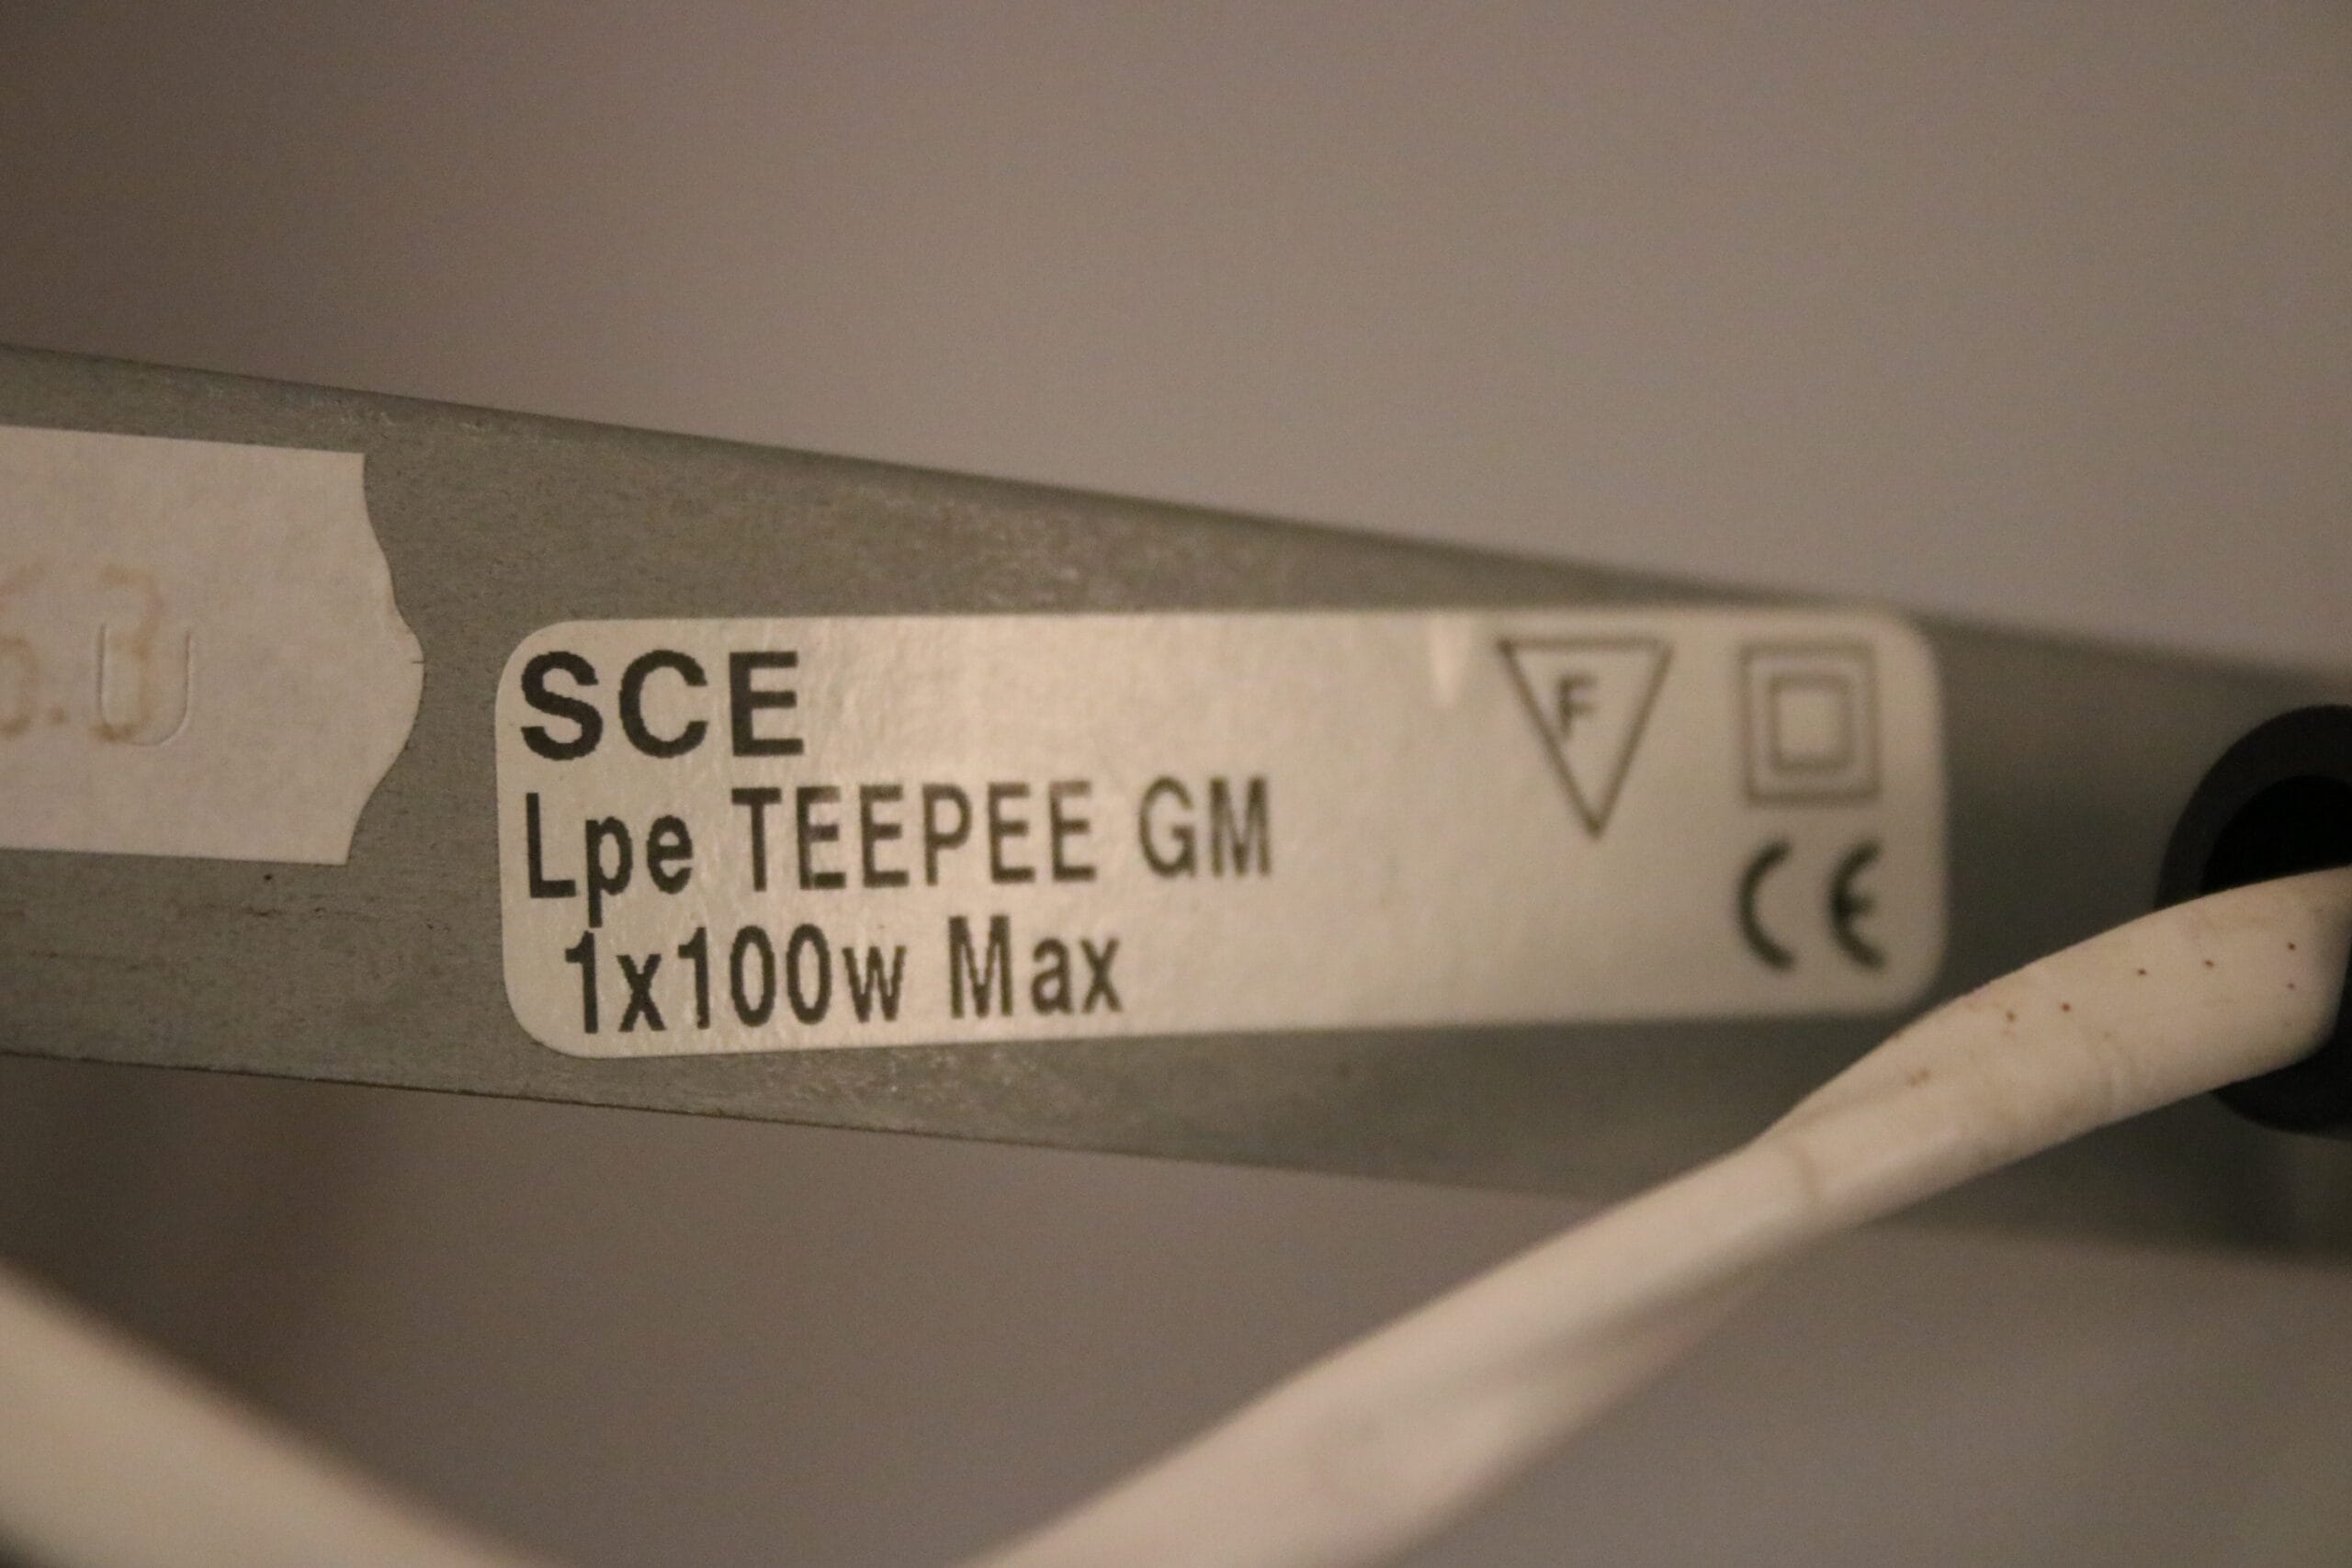 SCE
Lpe TEEPEE GM
1x100w Max
F
CE